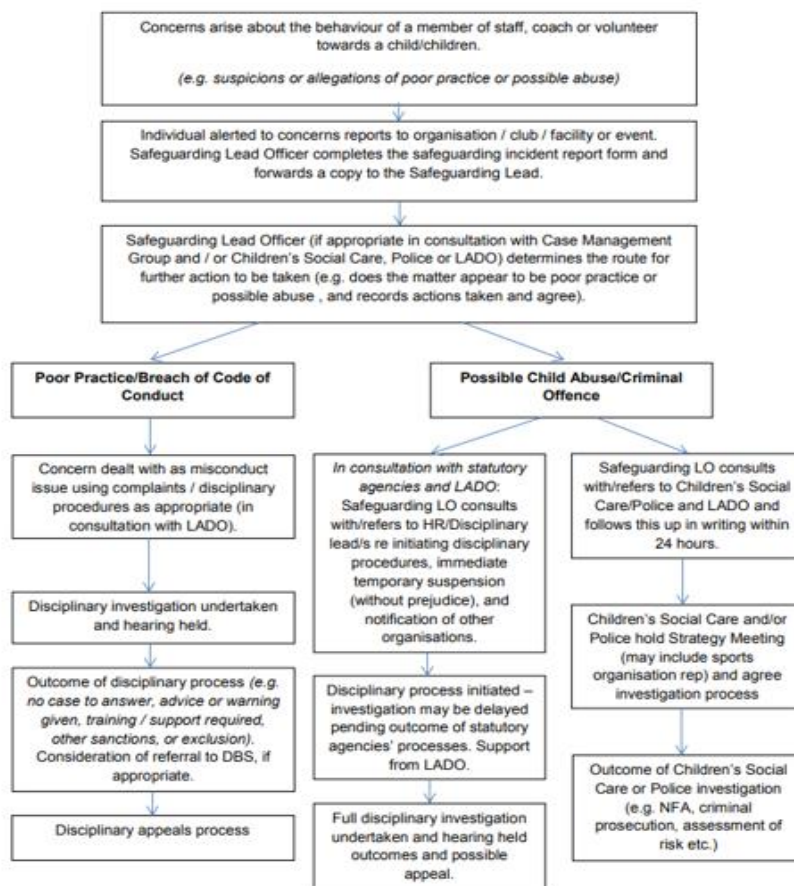 Concerns arise about the behaviour of a member of staff, coach or volunteer
towards a child/children.
(e.g. suspicions or allegations of poor practice or possible abuse)
Individual alerted to concerns reports to organisation / club / facility or event.
Safeguarding Lead Officer completes the safeguarding incident report form and
forwards a copy to the Safeguarding Lead.
Safeguarding Lead Officer (if appropriate in consultation with Case Management
Group and / or Children's Social Care, Police or LADO) determines the route for
further action to be taken (e.g. does the matter appear to be poor practice or
possible abuse , and records actions taken and agree).
Poor Practice/Breach of Code of
Conduct
Concern dealt with as misconduct
issue using complaints / disciplinary
procedures as appropriate (in
consultation with LADO).
Disciplinary investigation undertaken
and hearing held.
Outcome of disciplinary process (e.g.
no case to answer, advice or warning
given, training / support required,
other sanctions, or exclusion).
Consideration of referral to DBS, if
appropriate.
Disciplinary appeals process
Possible Child Abuse/Criminal
Offence
In consultation with statutory
agencies and LADO:
Safeguarding LO consults
with/refers to HR/Disciplinary
lead/s re initiating disciplinary
procedures, immediate
temporary suspension
(without prejudice), and
notification of other
organisations.
Disciplinary process initiated –
investigation may be delayed
pending outcome of statutory
agencies' processes. Support
from LADO.
Full disciplinary investigation
undertaken and hearing held
outcomes and possible
appeal.
Safeguarding LO consults
with/refers to Children's Social
Care/Police and LADO and
follows this up in writing within
24 hours.
Children's Social Care and/or
Police hold Strategy Meeting
(may include sports
organisation rep) and agree
investigation process
Outcome of Children's Social
Care or Police investigation
(e.g. NFA, criminal
prosecution, assessment of
risk etc.)